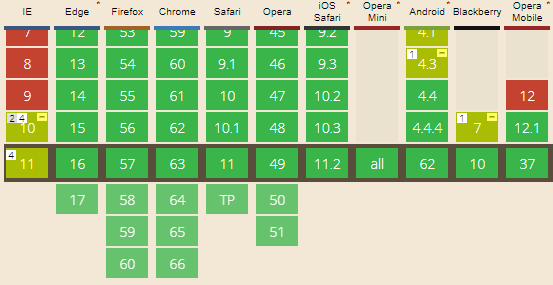 IE Edge * Firefox Chrome Safari Opera iOS Safari * Opera Mini * Android * Blackberry Opera Mobile *
7 12 53 59 9 45 9.2 4.1
8 13 54 60 9.1 46 9.3 1 4.3 –
9 14 55 61 10 47 10.2 4.4 12
2 4 10 – 15 56 62 10.1 48 10.3 4.4.4 1 7 – 12.1
4 11 16 57 63 11 49 11.2 all 62 10 37
17 58 64 TP 50
59 65 51
60 66